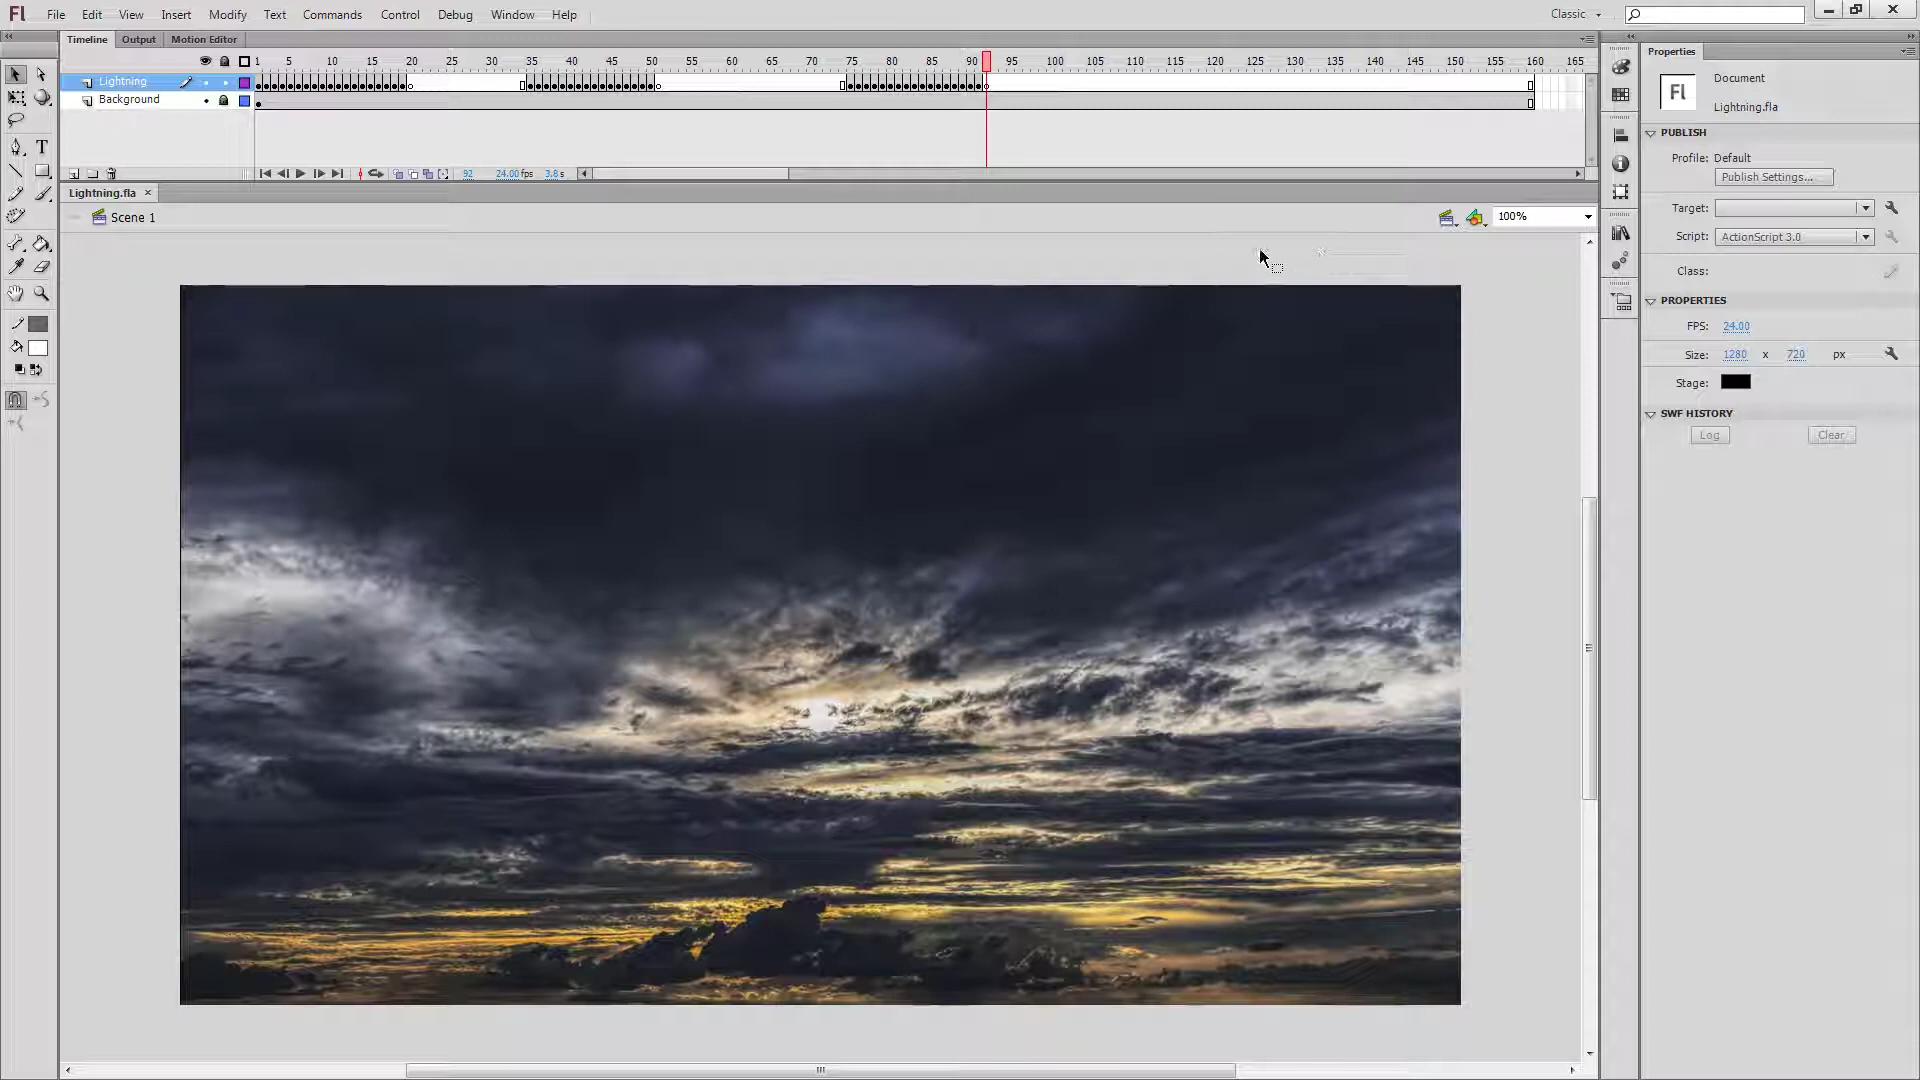 Fl File Edit View Insert Modify Text Commands Control Debug Window Help Classic
Timeline Output Motion Editor
1 5 10 15 20 25 30 35 40 45 50 55 60 65 70 75 80 85 90 95 100 105 110 115 120 125 130 135 140 145 150 155 160 165
Lightning
Background
92 24.00 fps 3.8 s
Lightning.fla
Scene 1
100%
Properties
Fl
Document
Lightning.fla
PUBLISH
Profile: Default
Publish Settings...
Target:
Script: ActionScript 3.0
Class:
PROPERTIES
FPS: 24.00
Size: 1280 x 720 px
Stage:
SWF HISTORY
Log Clear